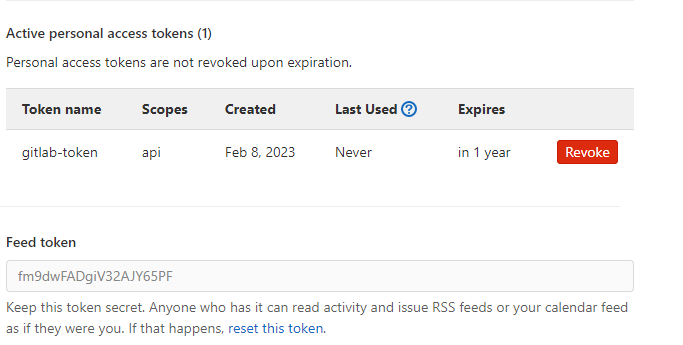 Active personal access tokens (1)
Personal access tokens are not revoked upon expiration.
Token name Scopes Created Last Used ? Expires
gitlab-token api Feb 8, 2023 Never in 1 year Revoke
Feed token
fm9dwFADgiV32AJY65PF
Keep this token secret. Anyone who has it can read activity and issue RSS feeds or your calendar feed
as if they were you. If that happens, reset this token.